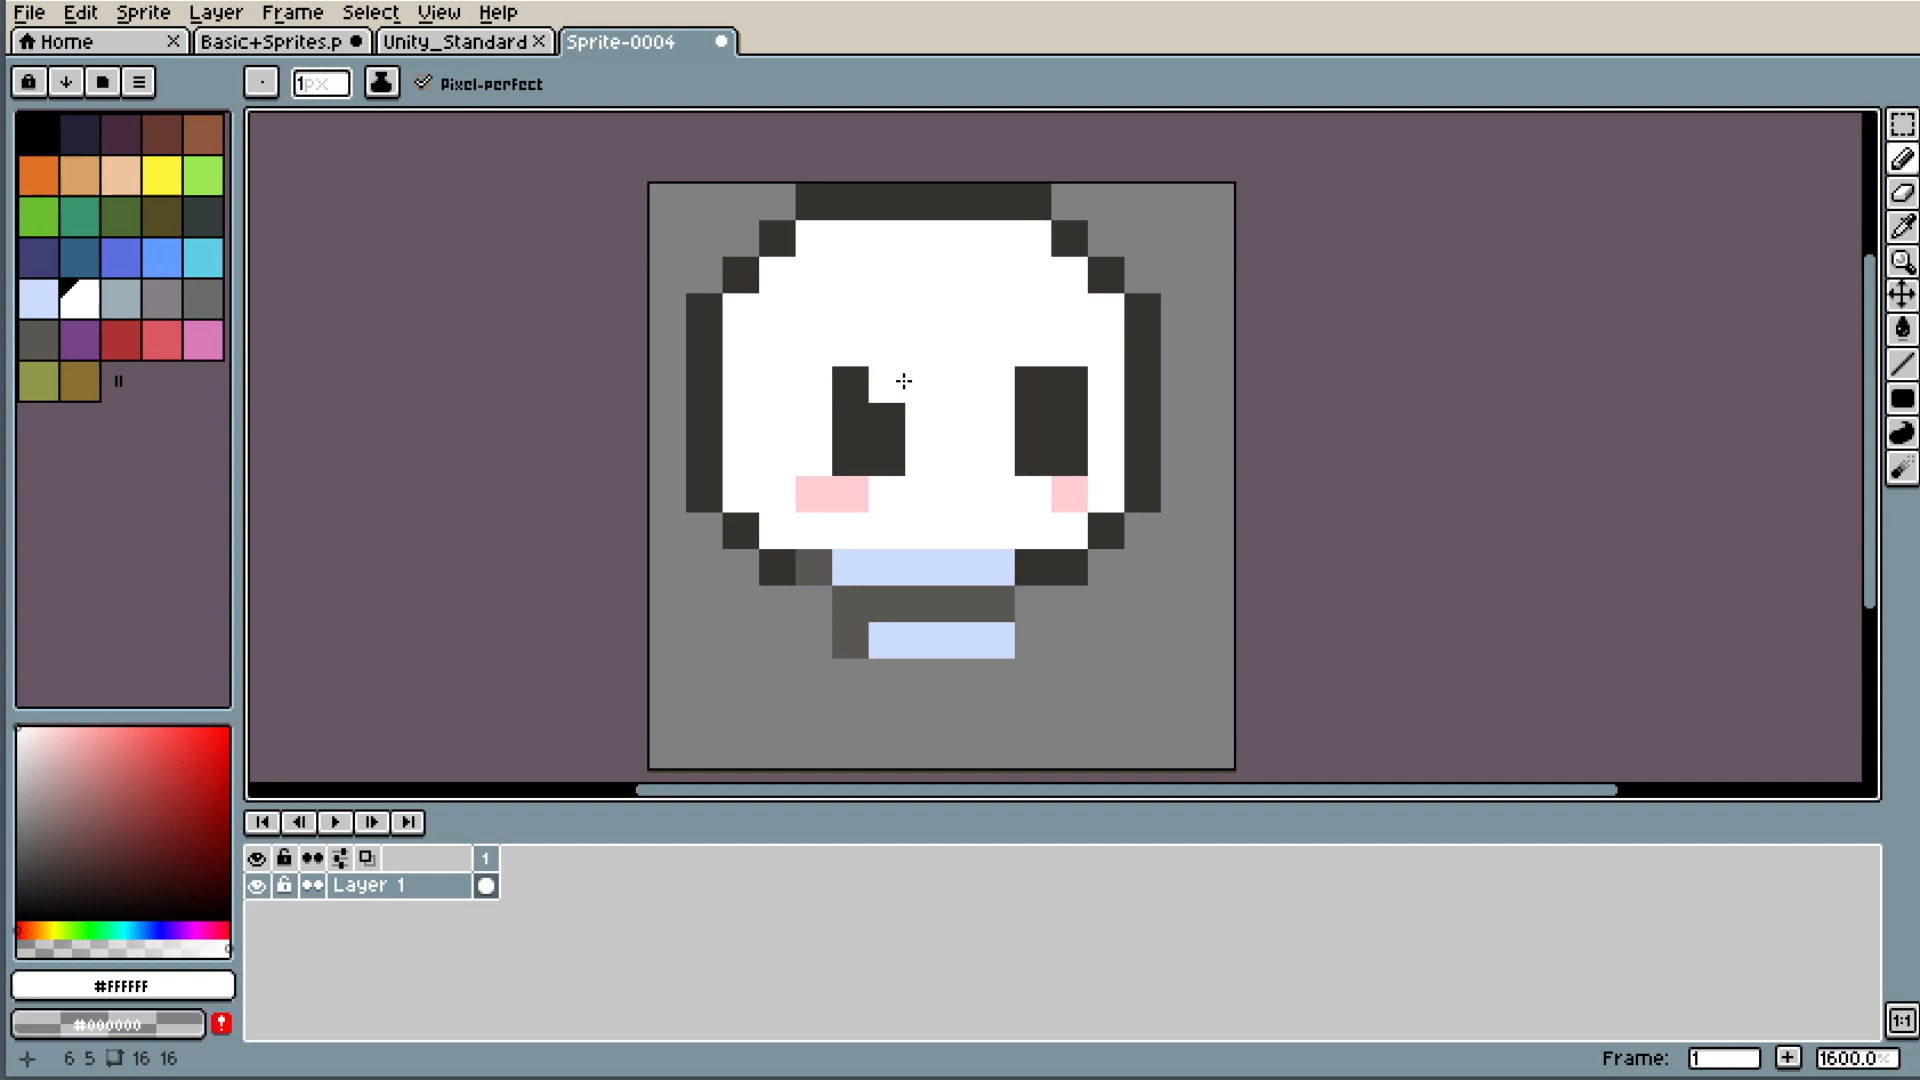 File Edit Sprite Layer Frame Select View Help
Home Basic+Sprites.p Unity_Standard Sprite-0004
1px Pixel-perfect
1
Layer 1
#FFFFFF
#000000 !
6 5 16 16 Frame: 1 + 1600.0%
1:1